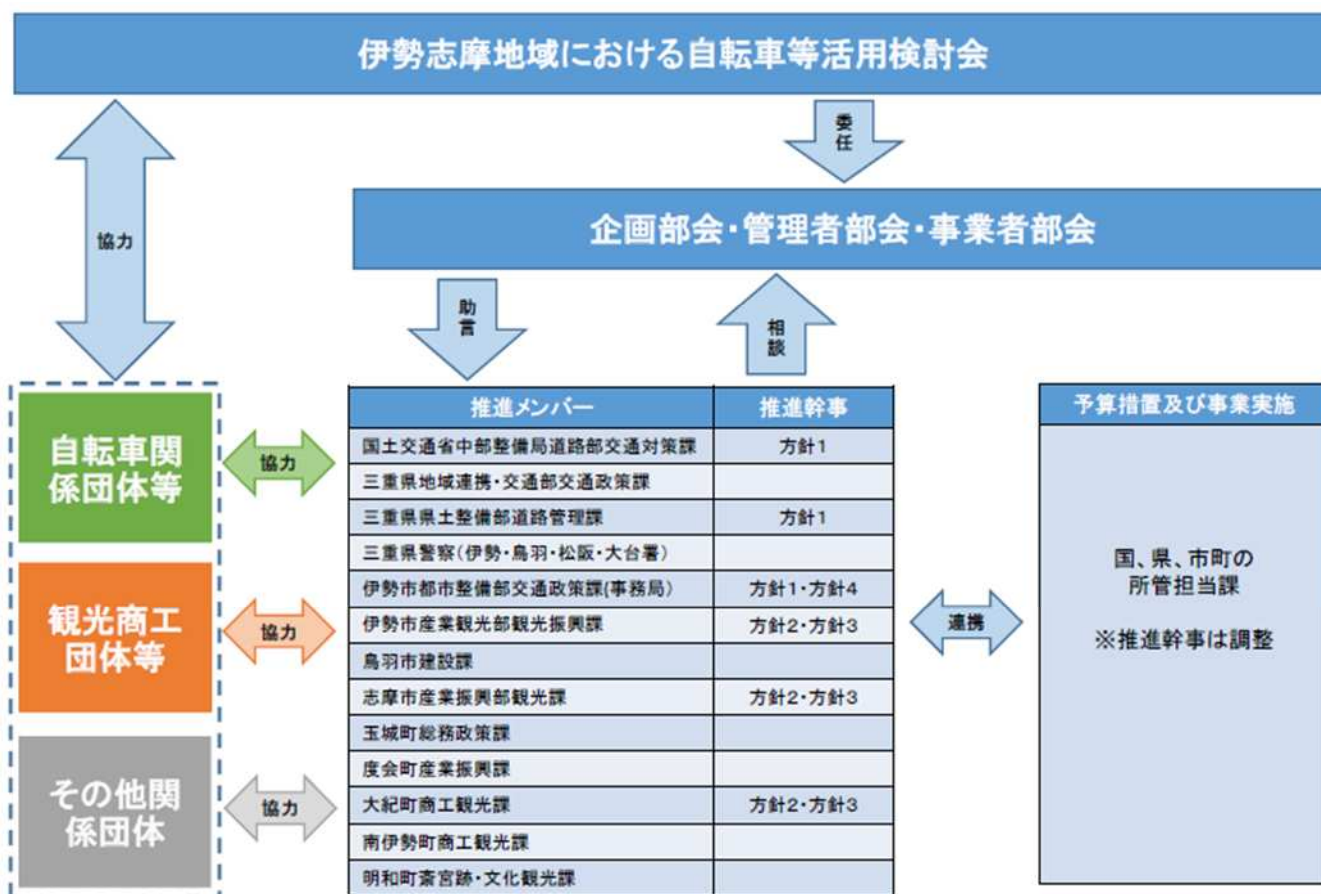 伊勢志摩地域における自転車等活用検討会
委任
協力
企画部会・管理者部会・事業者部会
助言
相談
自転車関
係団体等
協力
観光商工
団体等
協力
その他関
係団体
協力
推進メンバー 推進幹事
国土交通省中部整備局道路部交通対策課 方針1
三重県地域連携・交通部交通政策課
三重県県土整備部道路管理課 方針1
三重県警察(伊勢・鳥羽・松阪・大台署)
伊勢市都市整備部交通政策課(事務局) 方針1・方針4
伊勢市産業観光部観光振興課 方針2・方針3
鳥羽市建設課
志摩市産業振興部観光課 方針2・方針3
玉城町総務政策課
度会町産業振興課
大紀町商工観光課 方針2・方針3
南伊勢町商工観光課
明和町斎宮跡・文化観光課
連携
予算措置及び事業実施
国、県、市町の
所管担当課
※推進幹事は調整